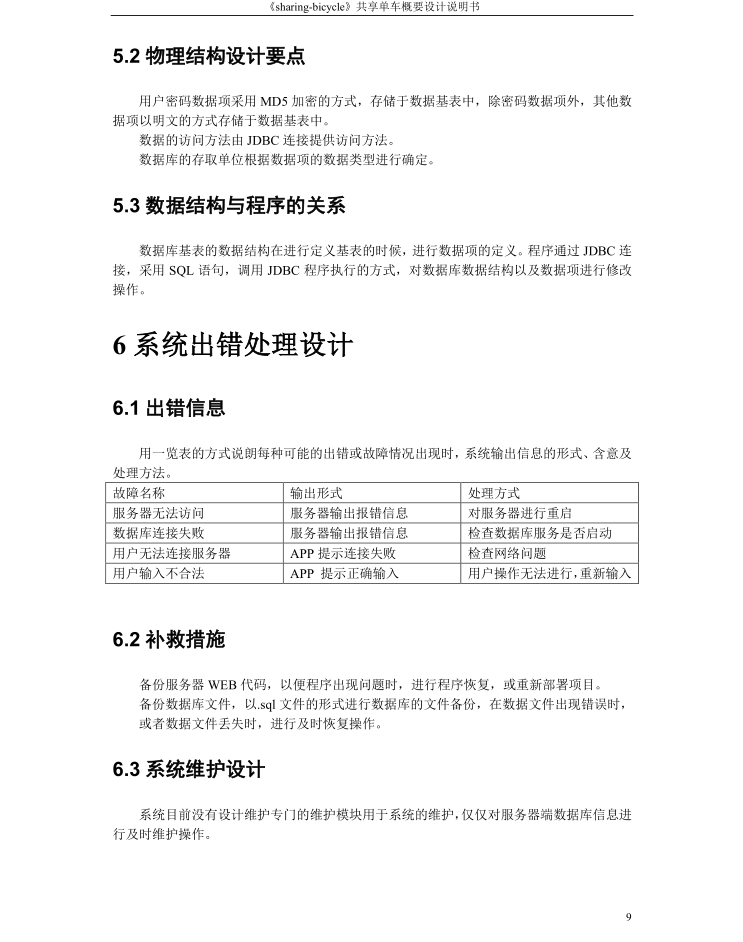 《sharing-bicycle》共享单车概要设计说明书
5.2 物理结构设计要点
用户密码数据项采用 MD5 加密的方式，存储于数据基表中，除密码数据项外，其他数
据项以明文的方式存储于数据基表中。
数据的访问方法由 JDBC 连接提供访问方法。
数据库的存取单位根据数据项的数据类型进行确定。
5.3 数据结构与程序的关系
数据库基表的数据结构在进行定义基表的时候，进行数据项的定义。程序通过 JDBC 连
接，采用 SQL 语句，调用 JDBC 程序执行的方式，对数据库数据结构以及数据项进行修改
操作。
6 系统出错处理设计
6.1 出错信息
用一览表的方式说朗每种可能的出错或故障情况出现时，系统输出信息的形式、含意及
处理方法。
故障名称 输出形式 处理方式
服务器无法访问 服务器输出报错信息 对服务器进行重启
数据库连接失败 服务器输出报错信息 检查数据库服务是否启动
用户无法连接服务器 APP 提示连接失败 检查网络问题
用户输入不合法 APP 提示正确输入 用户操作无法进行，重新输入
6.2 补救措施
备份服务器 WEB 代码，以便程序出现问题时，进行程序恢复，或重新部署项目。
备份数据库文件，以.sql 文件的形式进行数据库的文件备份，在数据文件出现错误时，
或者数据文件丢失时，进行及时恢复操作。
6.3 系统维护设计
系统目前没有设计维护专门的维护模块用于系统的维护，仅仅对服务器端数据库信息进
行及时维护操作。
9